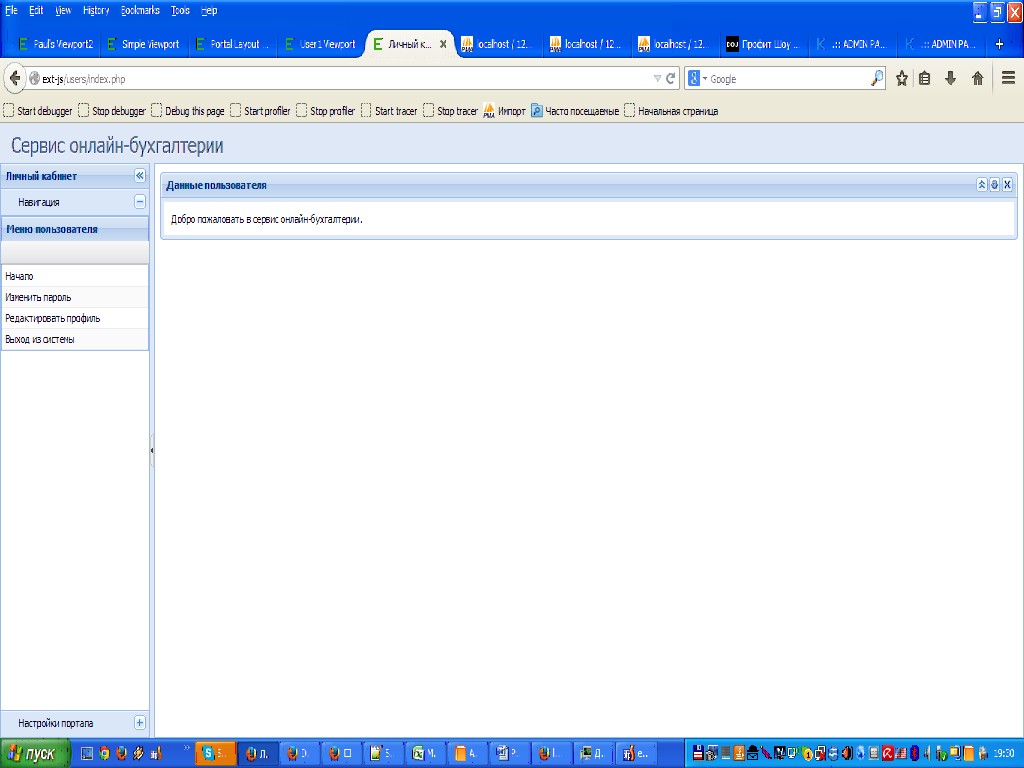 File Edit View History Bookmarks Tools Help
Paul's Viewport2 Simple Viewport Portal Layout ... User1 Viewport Личный к... localhost / 12... localhost / 12... localhost / 12... DOJ Профит Шоу ... .:: ADMIN PA... .:: ADMIN PA...
ext-js/users/index.php Google
Start debugger Stop debugger Debug this page Start profiler Stop profiler Start tracer Stop tracer Импорт Часто посещаемые Начальная страница
Сервис онлайн-бухгалтерии
Личный кабинет
Навигация
Меню пользователя
Начало
Изменить пароль
Редактировать профиль
Выход из системы
Настройки портала
Данные пользователя
Добро пожаловать в сервис онлайн-бухгалтерии.
пуск 19:30